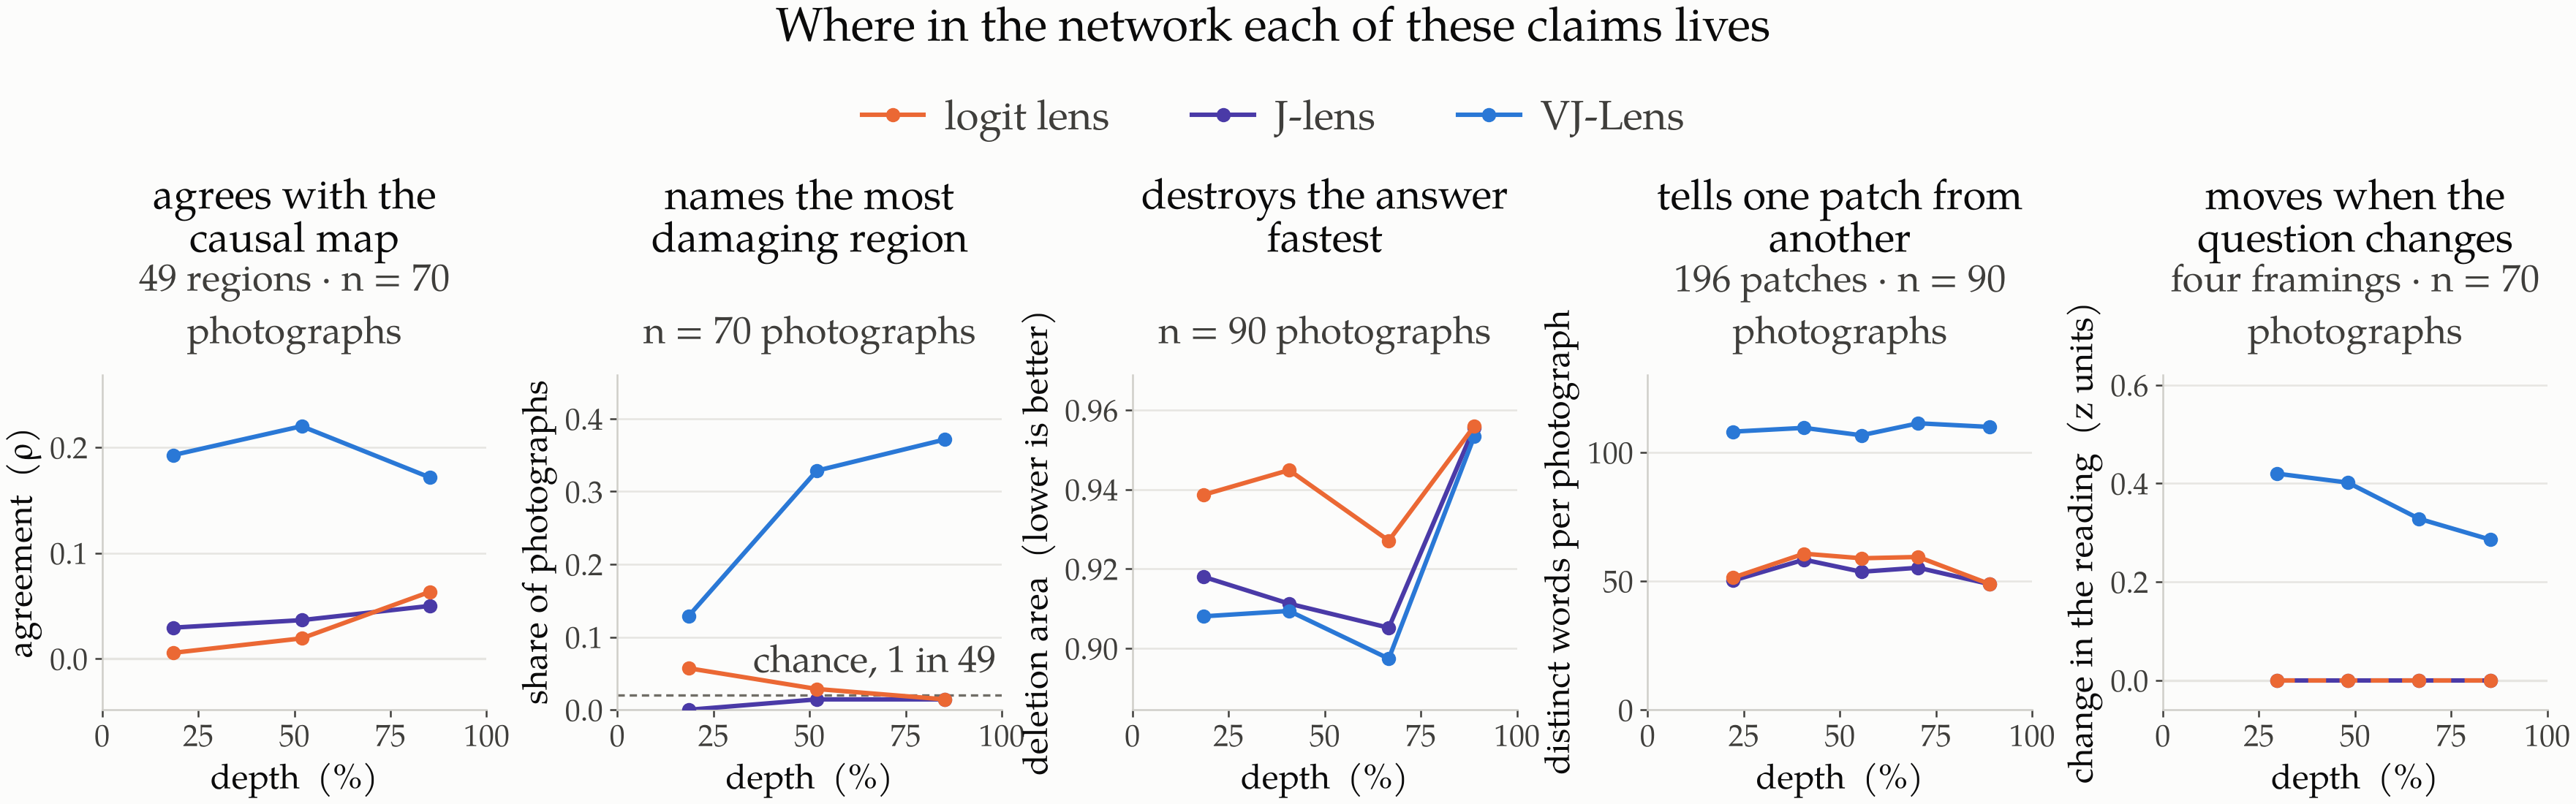 Where in the network each of these claims lives
logit lens
J-lens
VJ-Lens
agrees with the
causal map
49 regions · n = 70
photographs
agreement (ρ)
0.2
0.1
0.0
0
25
50
75
100
depth (%)
names the most
damaging region
n = 70 photographs
share of photographs
0.4
0.3
0.2
0.1
0.0
chance, 1 in 49
0
25
50
75
100
depth (%)
destroys the answer
fastest
n = 90 photographs
deletion area (lower is better)
0.96
0.94
0.92
0.90
0
25
50
75
100
depth (%)
tells one patch from
another
196 patches · n = 90
photographs
distinct words per photograph
100
50
0
0
25
50
75
100
depth (%)
moves when the
question changes
four framings · n = 70
photographs
change in the reading (z units)
0.6
0.4
0.2
0.0
0
25
50
75
100
depth (%)